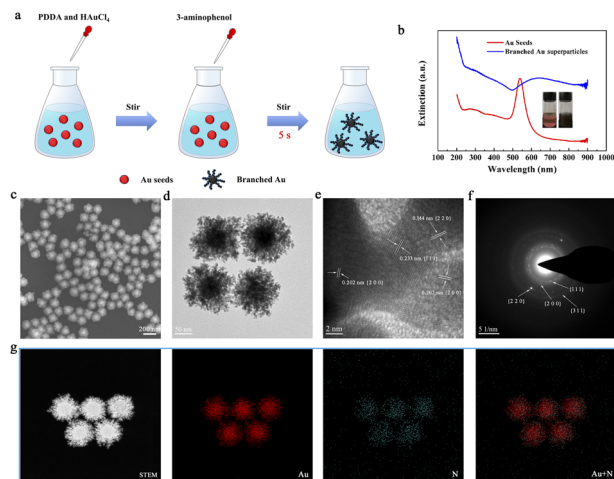 a
PDDA and HAuCl4
3-aminophenol
Stir
Stir
5 s
Au seeds
Branched Au
b
Au Seeds
Branched Au superparticles
Extinction (a.u.)
100 200 300 400 500 600 700 800 900 1000
Wavelength (nm)
c
200 nm
d
50 nm
e
0.144 nm [2 2 0]
0.233 nm [1 1 1]
0.202 nm [2 0 0]
0.202 nm [2 0 0]
2 nm
f
[1 1 1]
[2 0 0]
[2 2 0]
[3 1 1]
5 1/nm
g
STEM
Au
N
Au+N